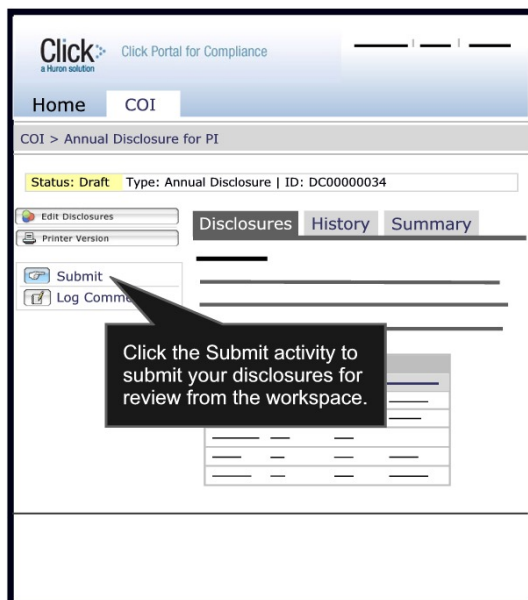 Click
a Huron solution
Click Portal for Compliance
Home COI
COI > Annual Disclosure for PI
Status: Draft Type: Annual Disclosure | ID: DC00000034
Edit Disclosures
Printer Version
Disclosures History Summary
Submit
Log Comm
Click the Submit activity to
submit your disclosures for
review from the workspace.